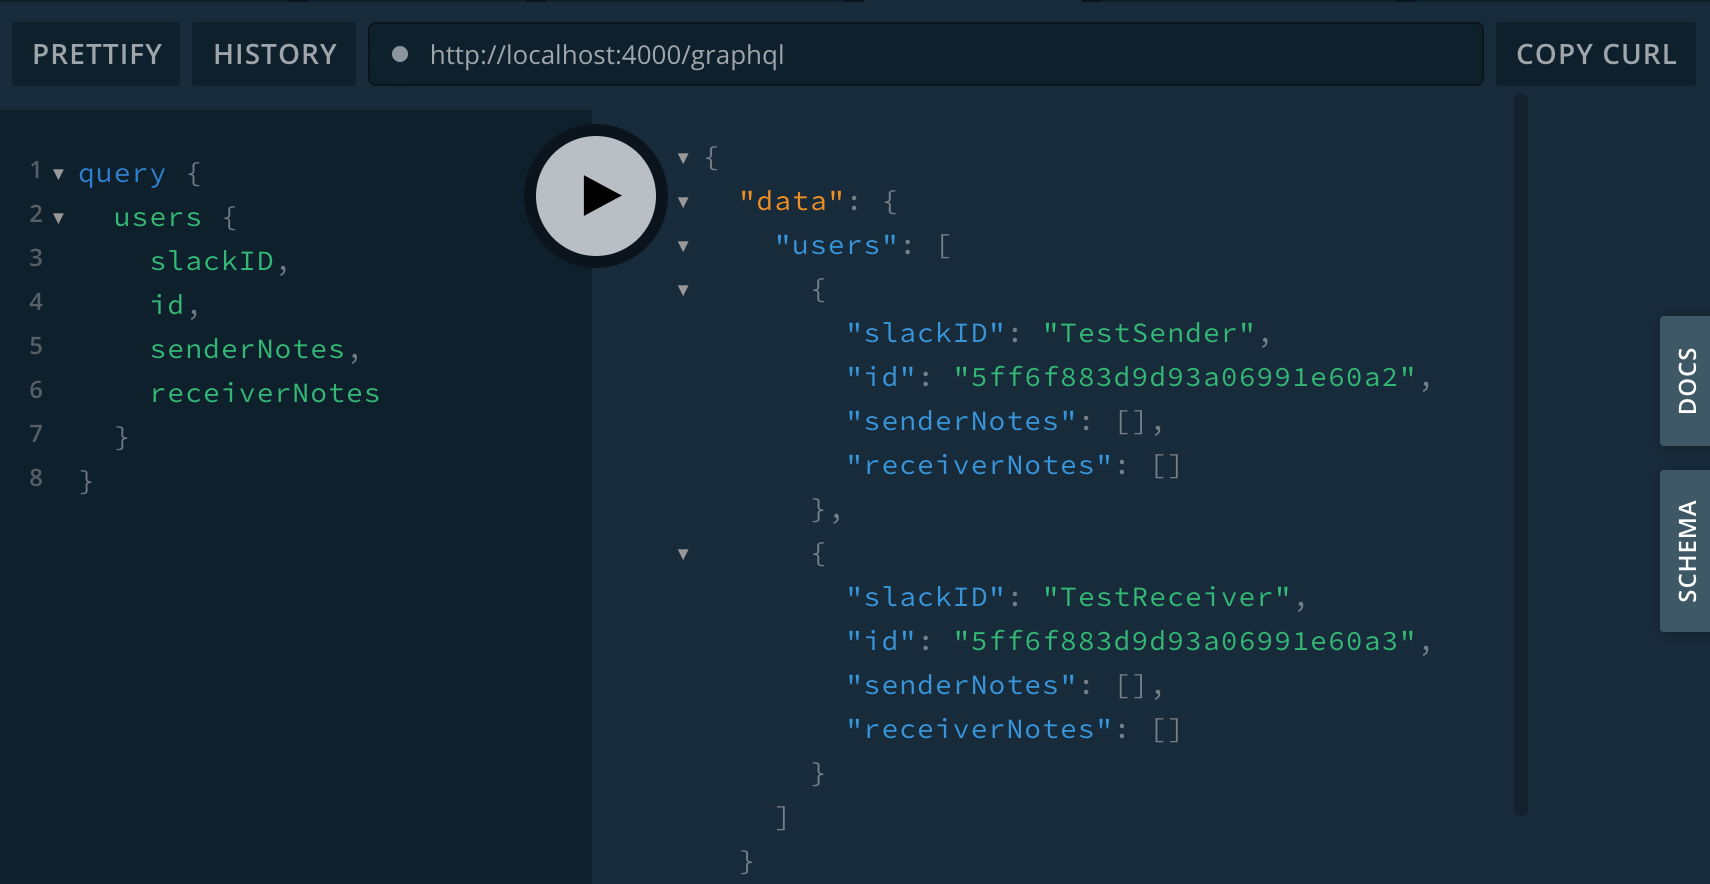 PRETTIFY HISTORY http://localhost:4000/graphql COPY CURL
1 query {
2 users {
3 slackID,
4 id,
5 senderNotes,
6 receiverNotes
7 }
8 }
{
"data": {
"users": [
{
"slackID": "TestSender",
"id": "5ff6f883d9d93a06991e60a2",
"senderNotes": [],
"receiverNotes": []
},
{
"slackID": "TestReceiver",
"id": "5ff6f883d9d93a06991e60a3",
"senderNotes": [],
"receiverNotes": []
}
]
}
DOCS
SCHEMA